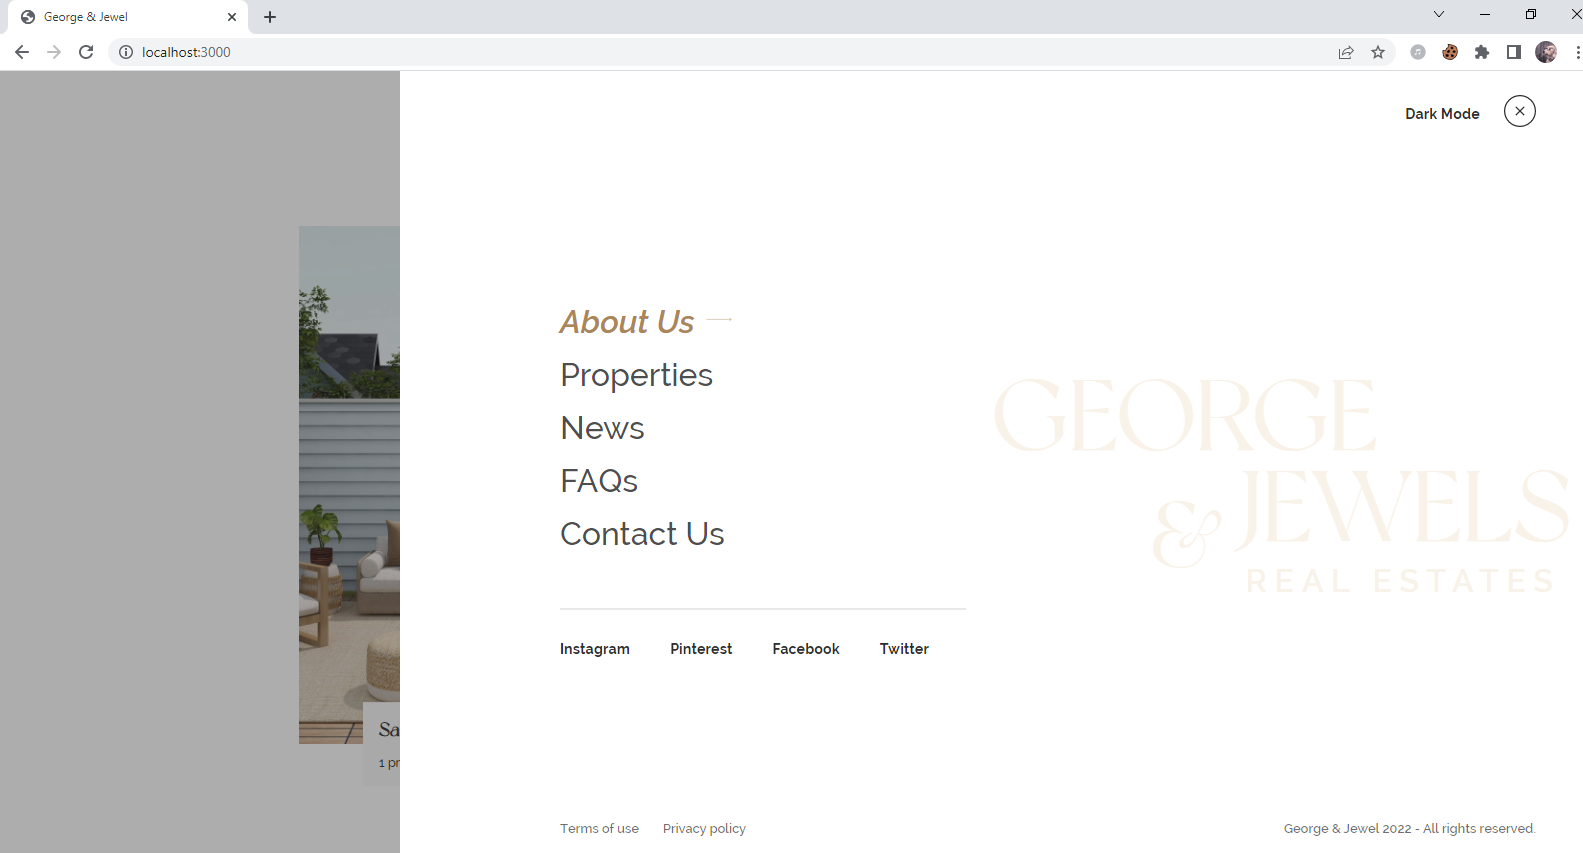 George & Jewel
localhost:3000
Dark Mode
About Us
Properties
News
FAQs
Contact Us
GEORGE
& JEWELS
REAL ESTATES
Instagram Pinterest Facebook Twitter
Sa
1 pr
Terms of use Privacy policy George & Jewel 2022 - All rights reserved.